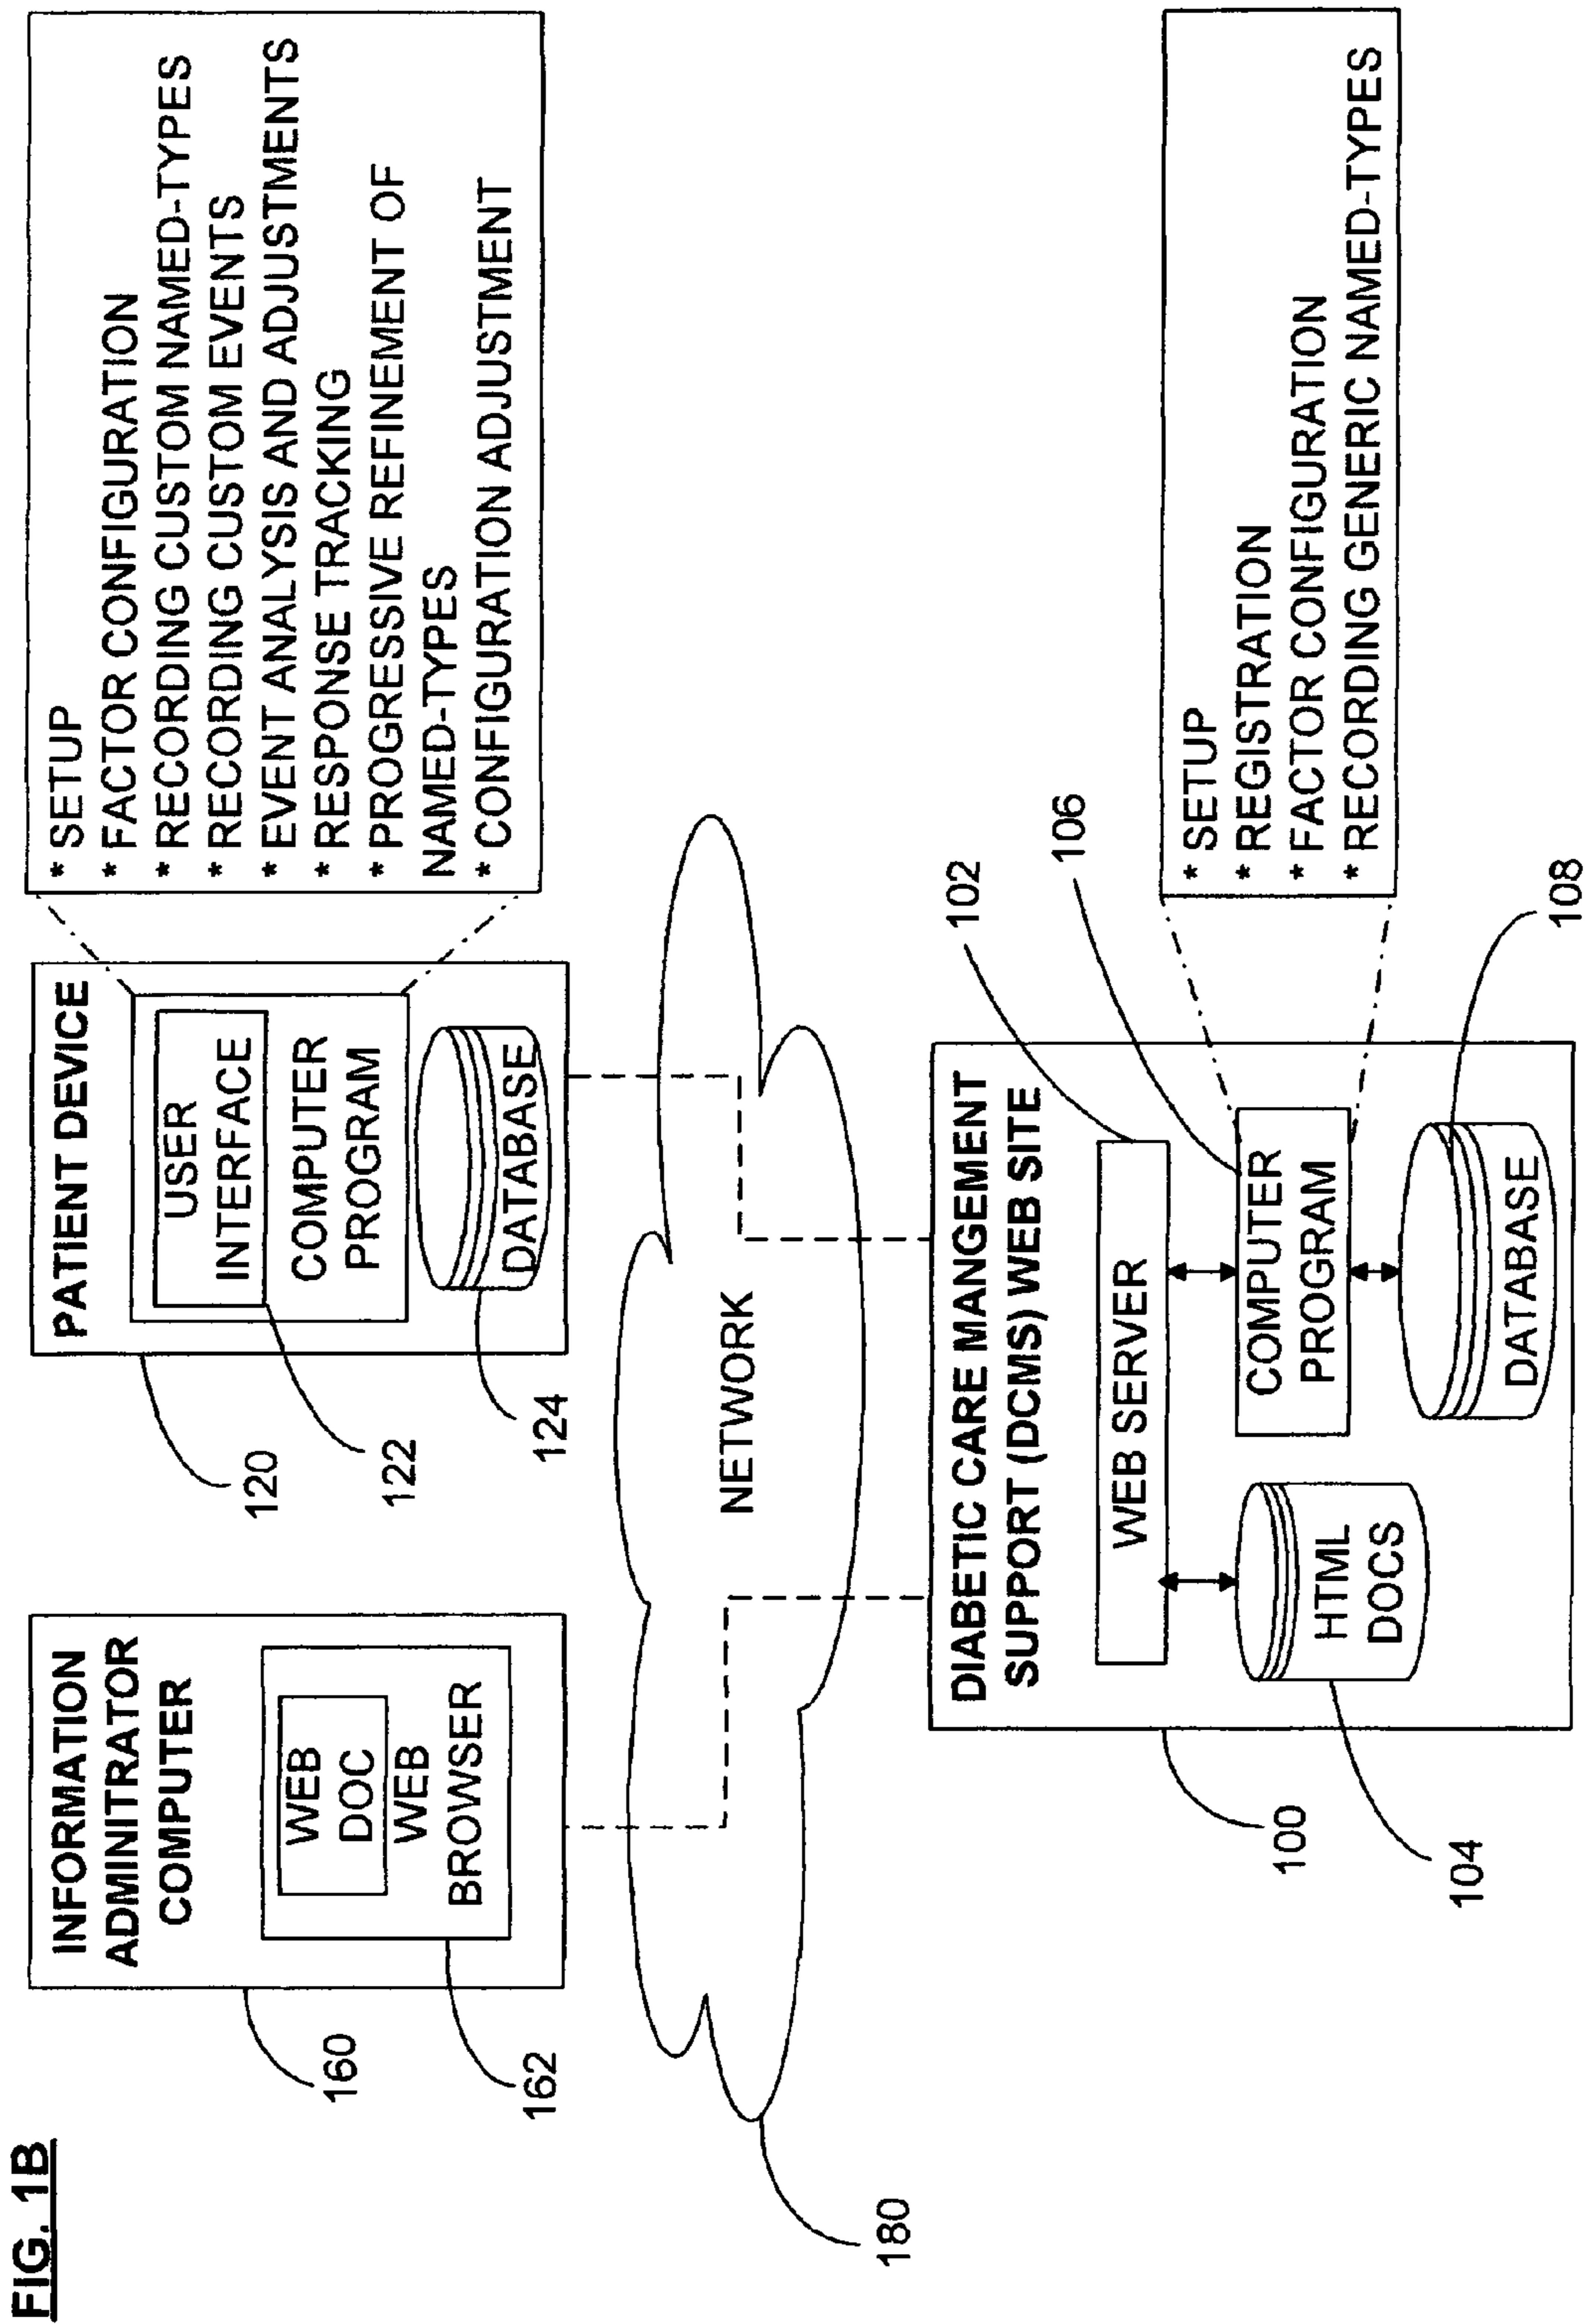 FIG. 1B
INFORMATION
ADMINITRATOR
COMPUTER
WEB
DOC
WEB
BROWSER
160
162
PATIENT DEVICE
USER
INTERFACE
COMPUTER
PROGRAM
DATABASE
120
122
124
* SETUP
* FACTOR CONFIGURATION
* RECORDING CUSTOM NAMED-TYPES
* RECORDING CUSTOM EVENTS
* EVENT ANALYSIS AND ADJUSTMENTS
* RESPONSE TRACKING
* PROGRESSIVE REFINEMENT OF
NAMED-TYPES
* CONFIGURATION ADJUSTMENT
NETWORK
180
DIABETIC CARE MANGEMENT
SUPPORT (DCMS) WEB SITE
WEB SERVER
HTML
DOCS
COMPUTER
PROGRAM
DATABASE
100
104
102
106
108
* SETUP
* REGISTRATION
* FACTOR CONFIGURATION
* RECORDING GENERIC NAMED-TYPES